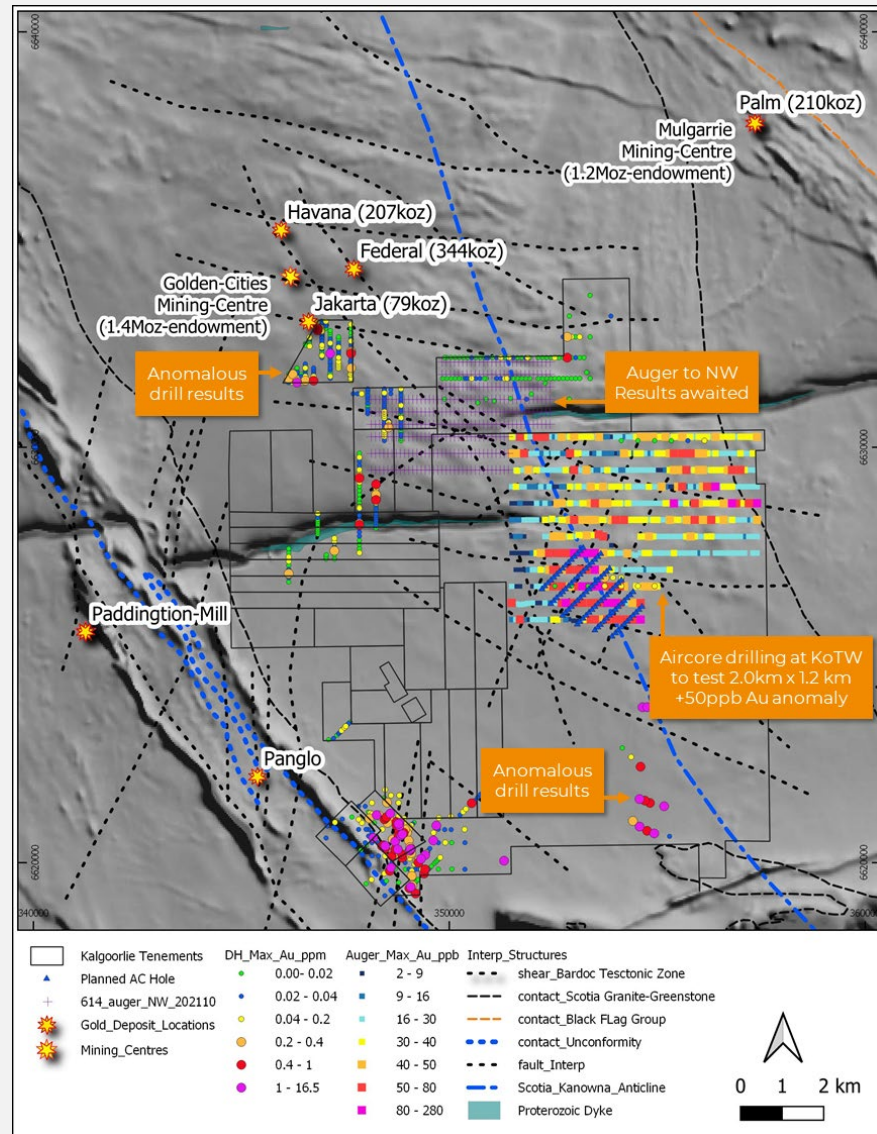 6640000
6640000
Palm (210koz)
Mulgarrie
Mining-Centre
(1.2Moz-endowment)
Havana (207koz)
Federal (344koz)
Golden-Cities
Mining-Centre
(1.4Moz-endowment)
Jakarta (79koz)
Anomalous
drill results
Auger to NW
Results awaited
6630000
6630000
Paddington-Mill
Aircore drilling at KoTW
to test 2.0km x 1.2 km
+50ppb Au anomaly
Panglo
Anomalous
drill results
6620000
6620000
340000
350000
360000
Kalgoorlie Tenements
Planned AC Hole
614_auger_NW_202110
Gold_Deposit_Locations
Mining_Centres
DH_Max_Au_ppm
0.00- 0.02
0.02 - 0.04
0.04 - 0.2
0.2 - 0.4
0.4 - 1
1 - 16.5
Auger_Max_Au_ppb
2 - 9
9 - 16
16 - 30
30 - 40
40 - 50
50 - 80
80 - 280
Interp_Structures
shear_Bardoc Tesctonic Zone
contact_Scotia Granite-Greenstone
contact_Black FLag Group
contact_Unconformity
fault_Interp
Scotia_Kanowna_Anticline
Proterozoic Dyke
0 1 2 km